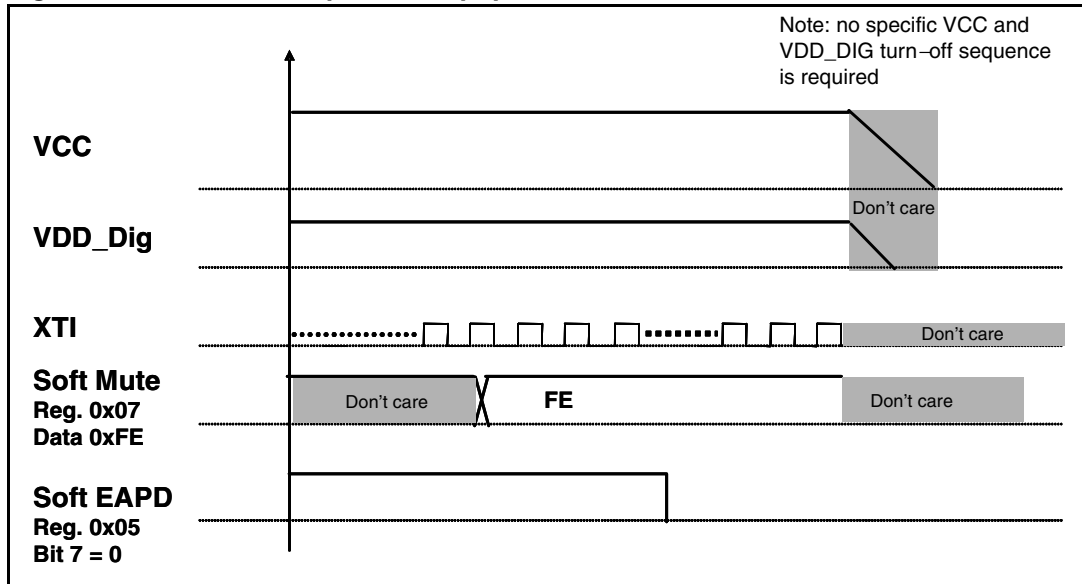 Note: no specific VCC and
VDD_DIG turn–off sequence
is required
VCC
Don't care
VDD_Dig
XTI
Don't care
Soft Mute
Reg. 0x07
Data 0xFE
Don't care
FE
Don't care
Soft EAPD
Reg. 0x05
Bit 7 = 0